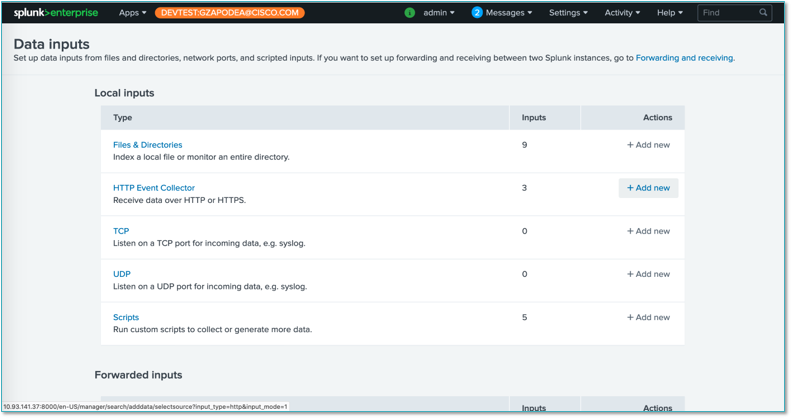 splunk>enterprise Apps DEVTEST:GZAPODEA@CISCO.COM i admin 2 Messages Settings Activity Help Find
Data inputs
Set up data inputs from files and directories, network ports, and scripted inputs. If you want to set up forwarding and receiving between two Splunk instances, go to Forwarding and receiving.
Local inputs
Type Inputs Actions
Files & Directories 9 + Add new
Index a local file or monitor an entire directory.
HTTP Event Collector 3 + Add new
Receive data over HTTP or HTTPS.
TCP 0 + Add new
Listen on a TCP port for incoming data, e.g. syslog.
UDP 0 + Add new
Listen on a UDP port for incoming data, e.g. syslog.
Scripts 5 + Add new
Run custom scripts to collect or generate more data.
Forwarded inputs
10.93.141.37:8000/en-US/manager/search/adddata/selectsource?input_type=http&input_mode=1 Inputs Actions